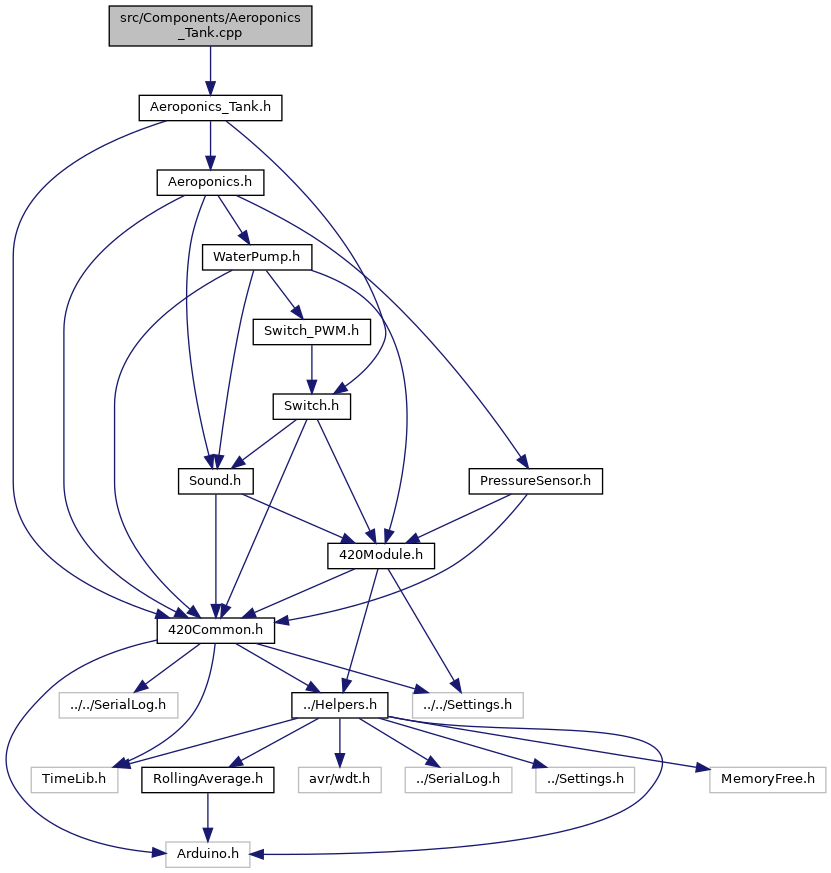 src/Components/Aeroponics
_Tank.cpp
Aeroponics_Tank.h
Aeroponics.h
WaterPump.h
Switch_PWM.h
Switch.h
Sound.h
PressureSensor.h
420Module.h
420Common.h
../../SerialLog.h
../Helpers.h
../../Settings.h
TimeLib.h
RollingAverage.h
avr/wdt.h
../SerialLog.h
../Settings.h
MemoryFree.h
Arduino.h